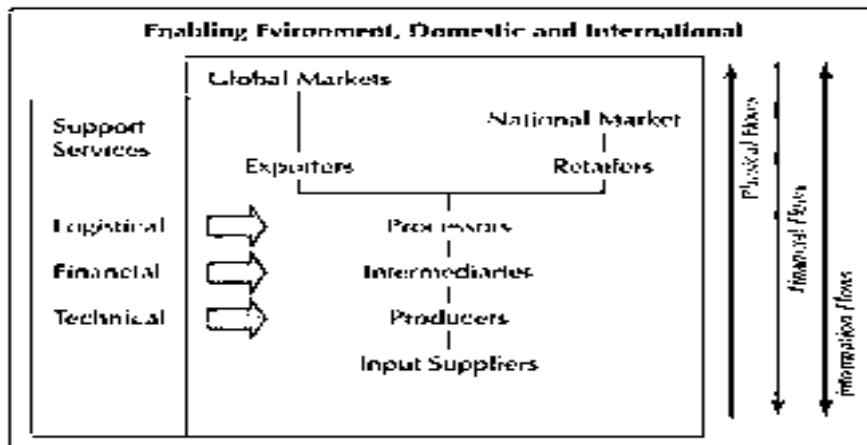 Enabling Evironment, Domestic and International
Global Markets
Support
Services
National Market
Exporters
Retailers
Logistical
Processors
Financial
Intermediaries
Technical
Producers
Input Suppliers
Physical Flows
Financial Flows
Information Flows